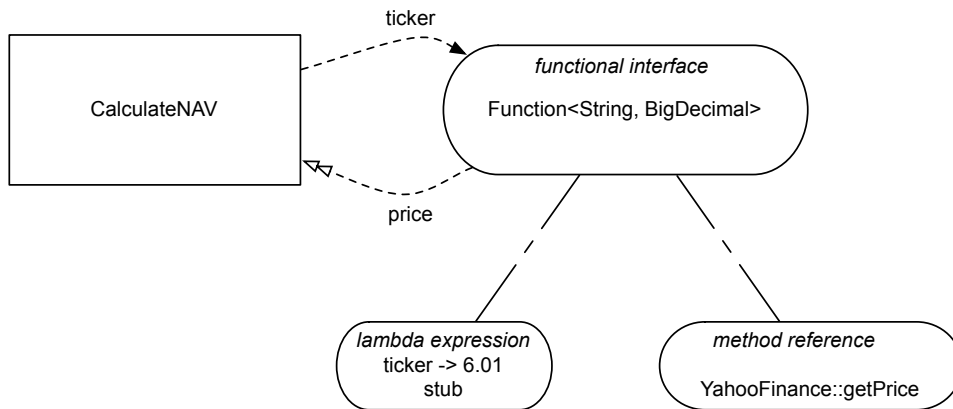 ticker
functional interface
CalculateNAV
Function<String, BigDecimal>
price
lambda expression
ticker -> 6.01
stub
method reference
YahooFinance::getPrice